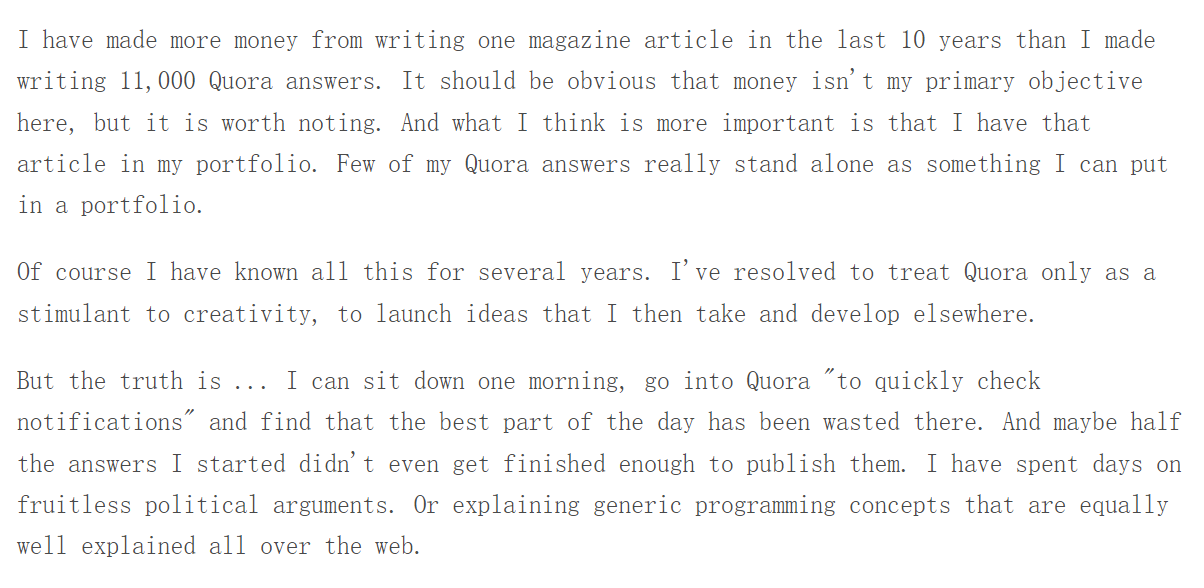 I have made more money from writing one magazine article in the last 10 years than I made
writing 11,000 Quora answers. It should be obvious that money isn't my primary objective
here, but it is worth noting. And what I think is more important is that I have that
article in my portfolio. Few of my Quora answers really stand alone as something I can put
in a portfolio.
Of course I have known all this for several years. I've resolved to treat Quora only as a
stimulant to creativity, to launch ideas that I then take and develop elsewhere.
But the truth is ... I can sit down one morning, go into Quora "to quickly check
notifications" and find that the best part of the day has been wasted there. And maybe half
the answers I started didn't even get finished enough to publish them. I have spent days on
fruitless political arguments. Or explaining generic programming concepts that are equally
well explained all over the web.